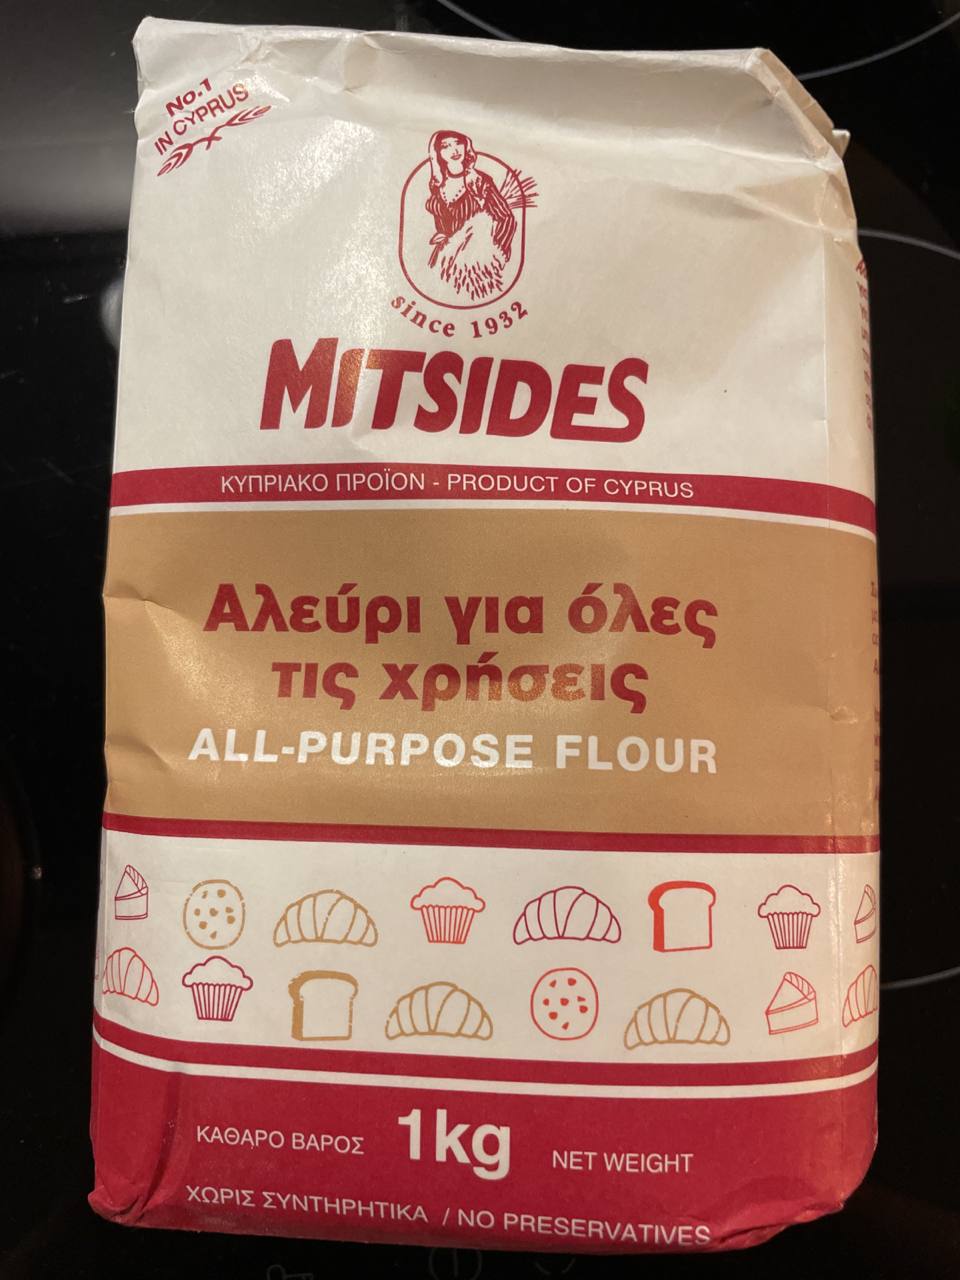 No.1
IN CYPRUS
since 1932
MITSIDES
ΚΥΠΡΙΑΚΟ ΠΡΟΪΟΝ - PRODUCT OF CYPRUS
Αλεύρι για όλες
τις χρήσεις
ALL-PURPOSE FLOUR
ΚΑΘΑΡΟ ΒΑΡΟΣ 1kg NET WEIGHT
ΧΩΡΙΣ ΣΥΝΤΗΡΗΤΙΚΑ / NO PRESERVATIVES